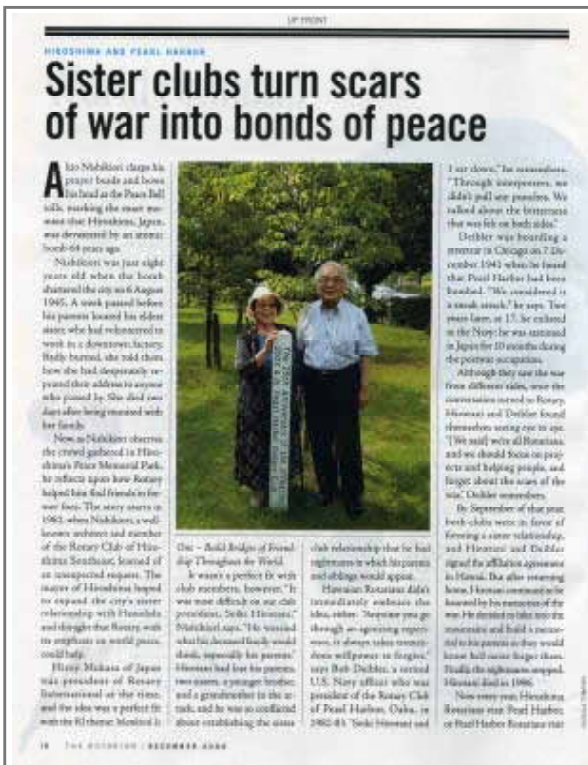 UP FRONT
HIROSHIMA AND PEARL HARBOR
Sister clubs turn scars
of war into bonds of peace
Nishikiori clasps his
prayer beads and bows
his head as the Peace Bell
tolls, marking the exact mo-
ment that Hiroshima, Japan,
was devastated by an atomic
bomb 64 years ago.
Nishikiori was just eight
years old when the bomb
shattered the city on 6 August
1945. A week passed before
his parents located his eldest
sister, who had volunteered to
work in a downtown factory.
Badly burned, she told them
how she had desperately re-
peated their address to anyone
who passed by. She died two
days after being reunited with
her family.
Now, as Nishikiori observes
the crowd gathered in Hiro-
shima's Peace Memorial Park,
he reflects upon how Rotary
helped him find friends in for-
mer foes. The story starts in
1982, when Nishikiori, a well-
known architect and member
of the Rotary Club of Hiro-
shima Southeast, learned of
an unexpected request. The
mayor of Hiroshima hoped
to expand the city's sister
relationship with Honolulu
and thought that Rotary, with
its emphasis on world peace,
could help.
Hiroji Mukasa of Japan
was president of Rotary
International at the time,
and the idea was a perfect fit
with his RI theme: Mankind Is
One – Build Bridges of Friend-
ship Throughout the World.
It wasn't a perfect fit with
club members, however. "It
was most difficult on our club
president, Seiki Hiromi,"
Nishikiori says. "He worried
what his deceased family would
think, especially his parents."
Hiromi had lost his parents,
two sisters, a younger brother,
and a grandmother in the at-
tack, and he was so conflicted
about establishing the sister
club relationship that he had
nightmares in which his parents
and siblings would appear.
Hawaiian Rotarians didn't
immediately embrace the
idea, either. "Anytime you go
through an agonizing experi-
ence, it always takes tremen-
dous willpower to forgive,"
says Bob Deibler, a retired
U.S. Navy officer who was
president of the Rotary Club
of Pearl Harbor, Oahu, in
1982-83. "Seiki Hiromi and
I sat down," he remembers.
"Through interpreters, we
didn't pull any punches. We
talked about the bitterness
that was felt on both sides."
Deibler was boarding a
streetcar in Chicago on 7 De-
cember 1941 when he heard
that Pearl Harbor had been
bombed. "We considered it
a sneak attack," he says. Two
years later, at 17, he enlisted
in the Navy; he was stationed
in Japan for 10 months during
the postwar occupation.
Although they saw the war
from different sides, once the
conversation turned to Rotary,
Hiromi and Deibler found
themselves seeing eye to eye.
"[We said] we're all Rotarians,
and we should focus on proj-
ects and helping people, and
forget about the scars of the
war," Deibler remembers.
By September of that year,
both clubs were in favor of
forming a sister relationship,
and Hiromi and Deibler
signed the affiliation agreement
in Hawaii. But after returning
home, Hiromi continued to be
haunted by his memories of the
war. He decided to hike into the
mountains and build a memo-
rial to his parents so they would
know he'd never forget them.
Finally, the nightmares stopped.
Hiromi died in 1986.
Now every year, Hiroshima
Rotarians visit Pearl Harbor,
or Pearl Harbor Rotarians visit
THE ROTARIAN | DECEMBER 2009